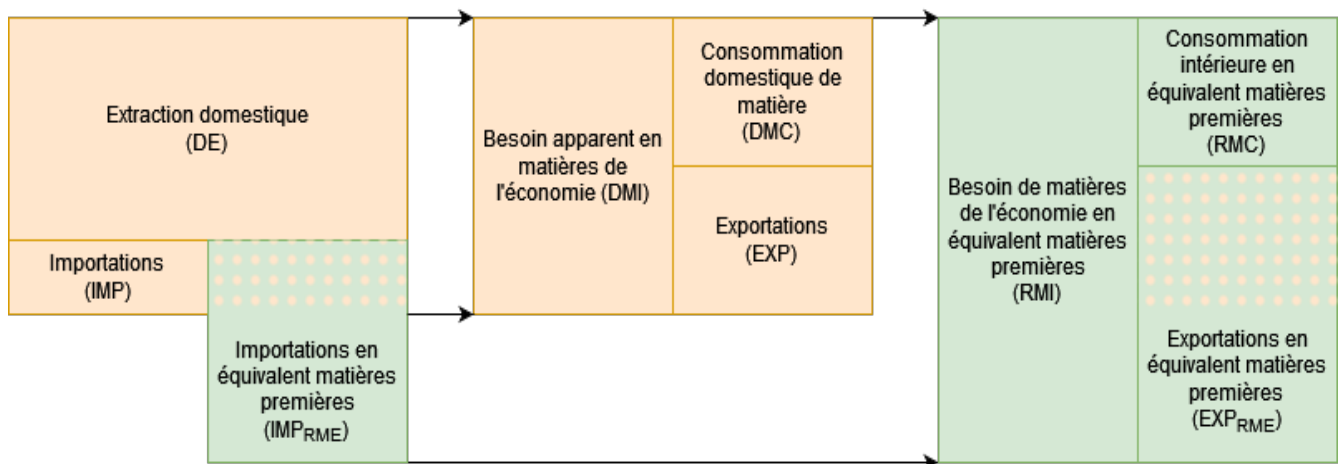 Extraction domestique
(DE)
Importations
(IMP)
Importations en
équivalent matières
premières
(IMPRME)
Besoin apparent en
matières de
l'économie (DMI)
Consommation
domestique de
matière
(DMC)
Exportations
(EXP)
Besoin de matières
de l'économie en
équivalent matières
premières
(RMI)
Consommation
intérieure en
équivalent matières
premières
(RMC)
Exportations en
équivalent matières
premières
(EXPRME)